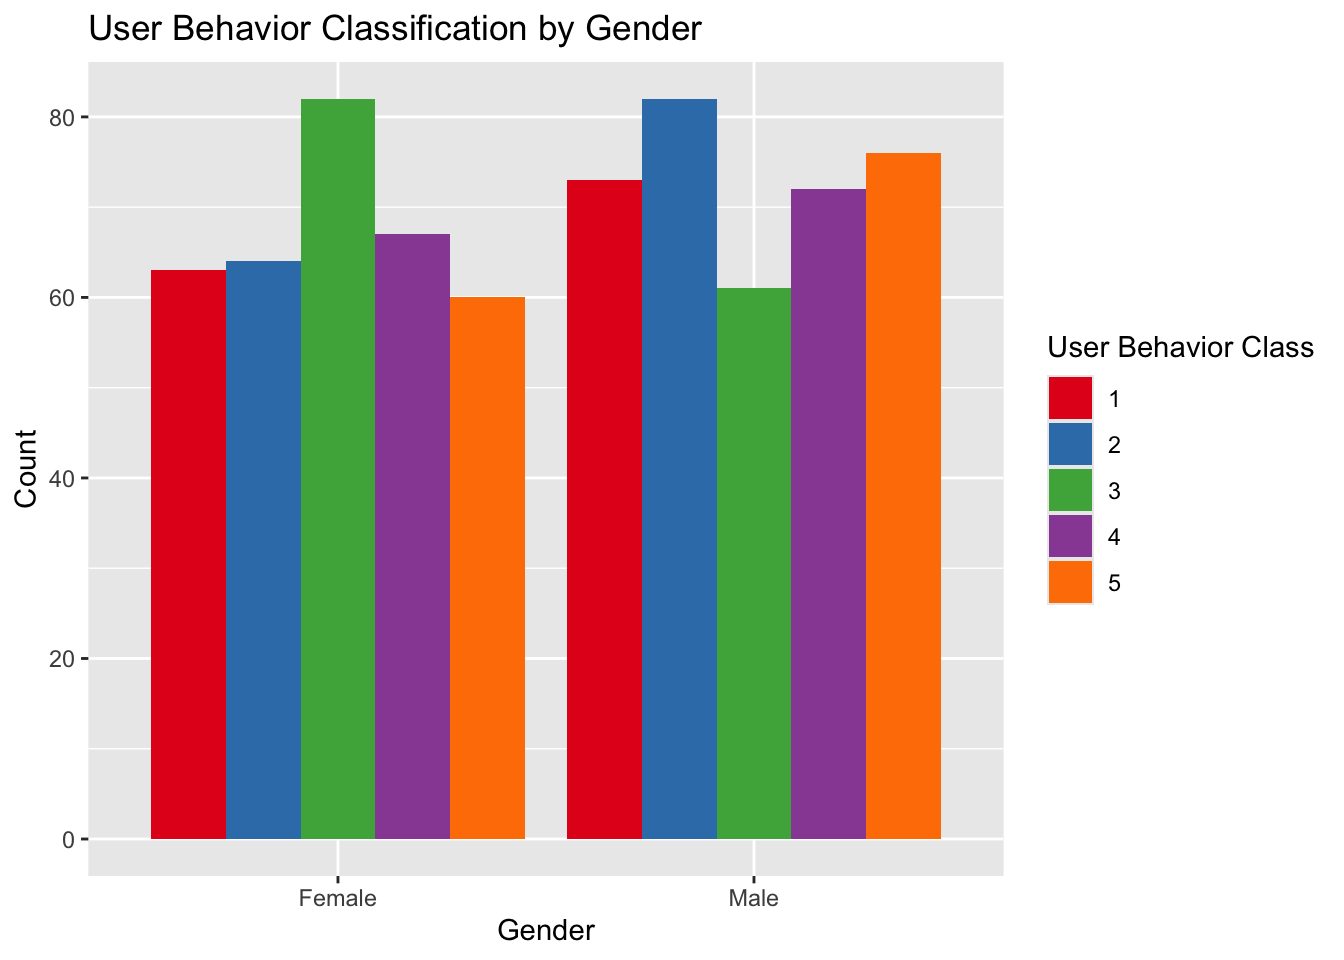 User Behavior Classification by Gender
80
60
40
20
0
Count
Female
Male
Gender
User Behavior Class
1
2
3
4
5